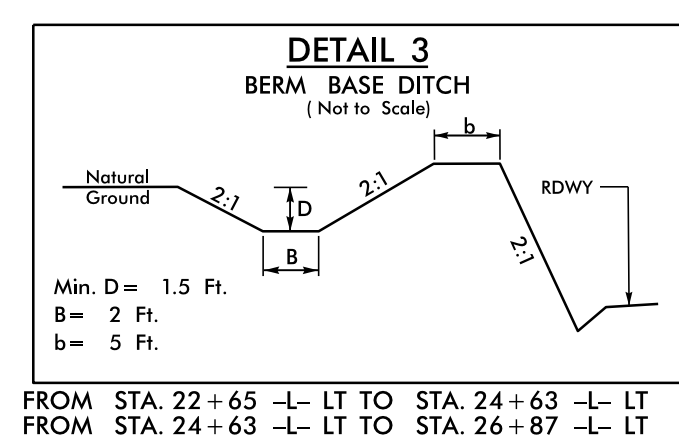 DETAIL 3
BERM BASE DITCH
( Not to Scale)
b
Natural
Ground
2:1
D
2:1
RDWY
B
2:1
Min. D= 1.5 Ft.
B= 2 Ft.
b= 5 Ft.
FROM STA. 22+65 -L- LT TO STA. 24+63 -L- LT
FROM STA. 24+63 -L- LT TO STA. 26+87 -L- LT